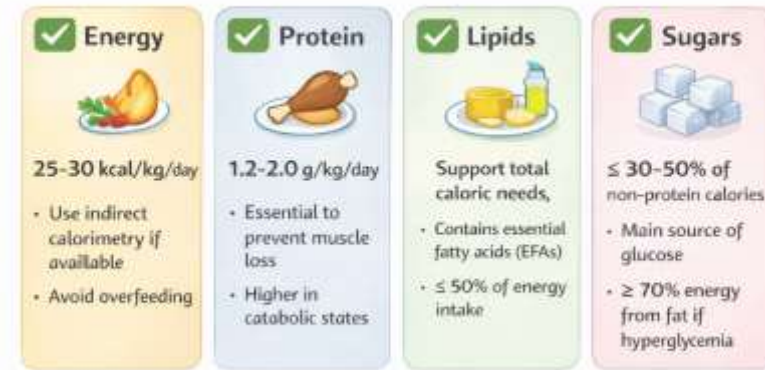 Energy
25-30 kcal/kg/day
• Use indirect
calorimetry if
available
• Avoid overfeeding
Protein
1.2-2.0 g/kg/day
• Essential to
prevent muscle
loss
• Higher in
catabolic states
Lipids
Support total
caloric needs,
• Contains essential
fatty acids (EFAs)
• ≤ 50% of energy
intake
Sugars
≤ 30-50% of
non-protein calories
• Main source of
glucose
• ≥ 70% energy
from fat if
hyperglycemia